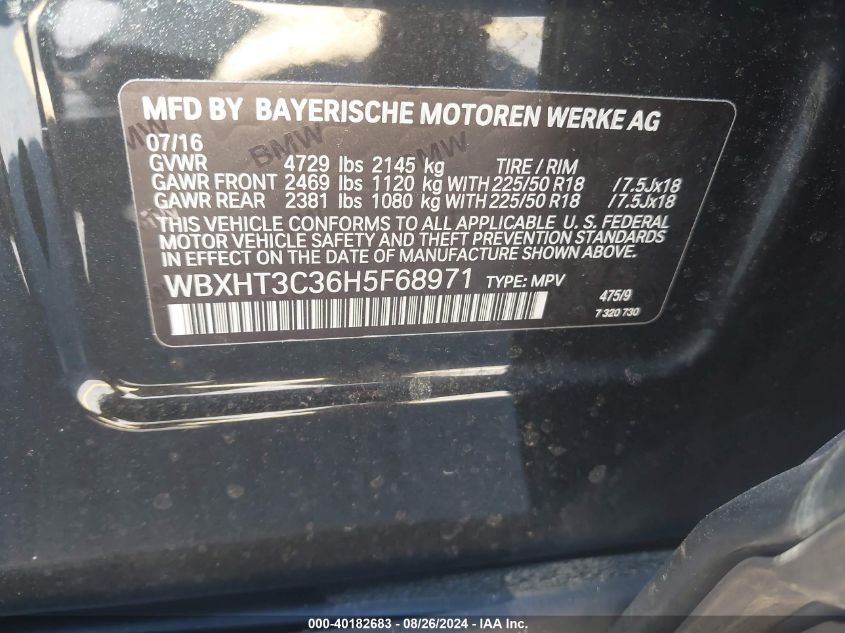 MFD BY BAYERISCHE MOTOREN WERKE AG
07/16
GVWR 4729 lbs 2145 kg TIRE / RIM
GAWR FRONT 2469 lbs 1120 kg WITH 225/50 R18 /7.5Jx18
GAWR REAR 2381 lbs 1080 kg WITH 225/50 R18 /7.5Jx18
THIS VEHICLE CONFORMS TO ALL APPLICABLE U. S. FEDERAL
MOTOR VEHICLE SAFETY AND THEFT PREVENTION STANDARDS
IN EFFECT ON THE DATE OF MANUFACTURE SHOWN ABOVE.
WBXHT3C36H5F68971 TYPE: MPV
475/9
7 320 730
000-40182683 - 08/26/2024 - IAAI.com